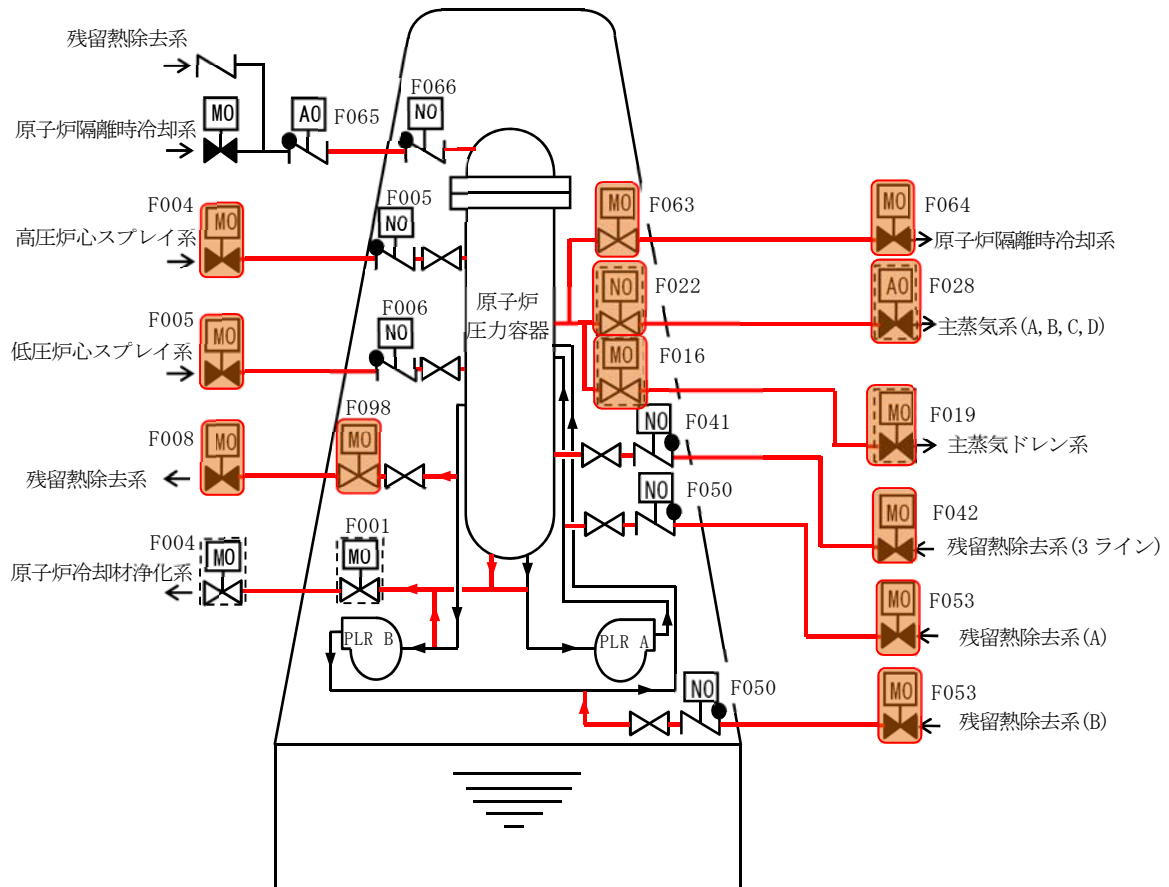 残留熱除去系
MO
AO
F065
NO
F066
原子炉隔離時冷却系
F004
MO
高圧炉心スプレイ系
F005
NO
F005
MO
低圧炉心スプレイ系
F006
NO
原子炉
圧力容器
F008
MO
残留熱除去系
F098
MO
F004
MO
原子炉冷却材浄化系
F001
MO
PLR B
PLR A
MO
F063
MO
F064
原子炉隔離時冷却系
NO
F022
AO
F028
主蒸気系(A,B,C,D)
MO
F016
MO
F019
主蒸気ドレン系
NO
F041
MO
F042
残留熱除去系(3 ライン)
NO
F050
MO
F053
残留熱除去系(A)
NO
F050
MO
F053
残留熱除去系(B)